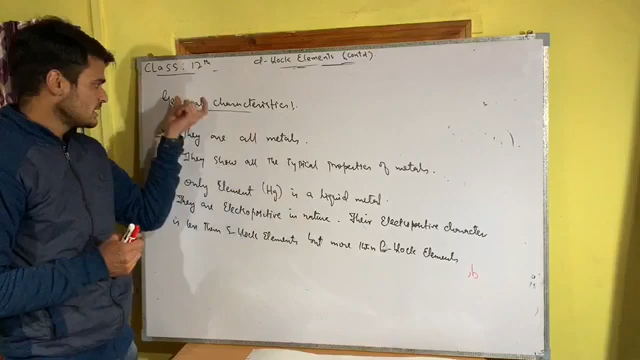 Class: 12th
d-block Elements (contd)
characteristics:
They are all metals.
They show all the typical properties of metals.
only Element (Hg) is a liquid metal.
They are Electropositive in nature. Their Electropositive character
is less than S-block Elements but more than block Elements